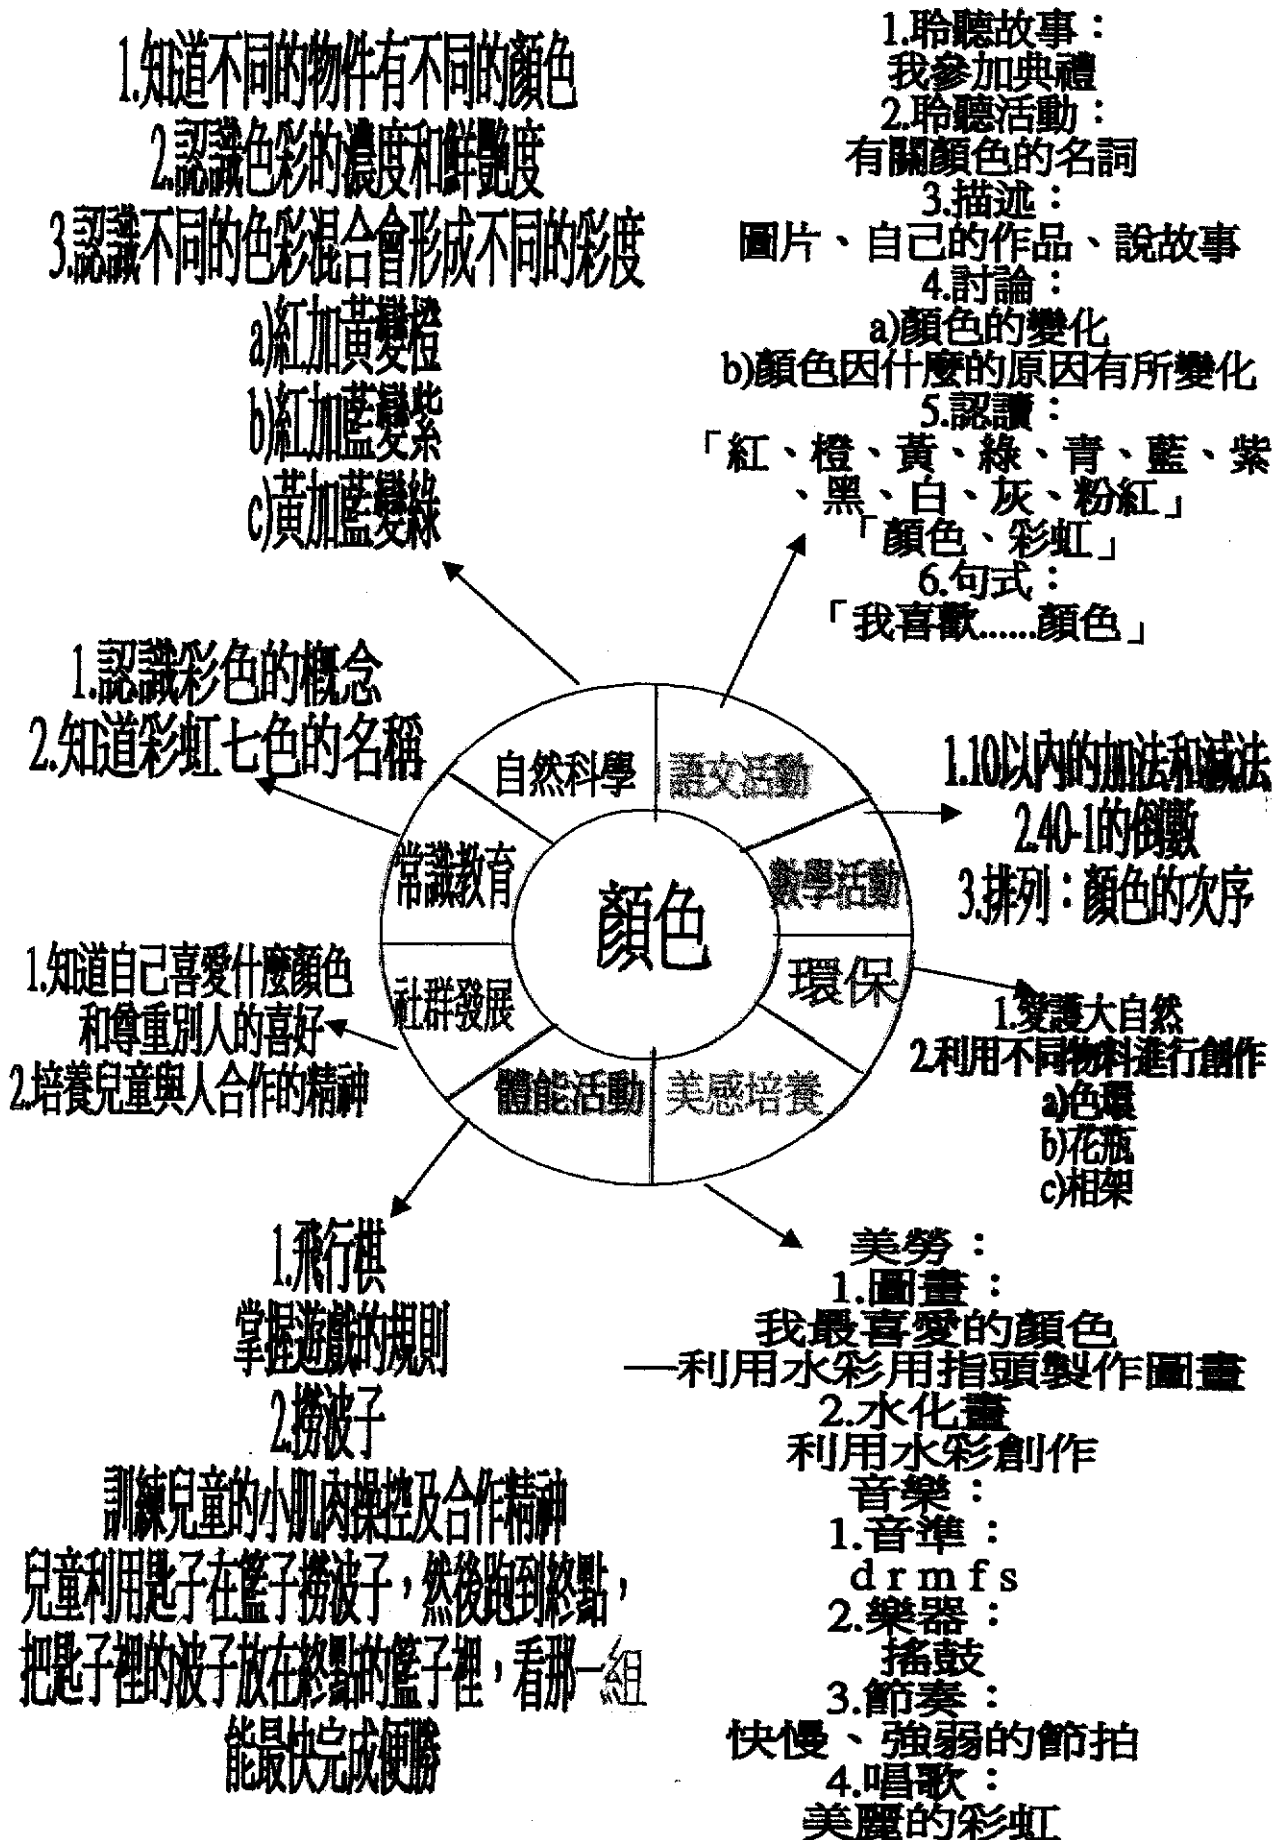 1.知道不同的物件有不同的顏色
2.認識色彩的濃度和鮮艷度
3.認識不同的色彩混合會形成不同的彩度
a)紅加黃變橙
b)紅加藍變紫
c)黃加藍變綠
1.聆聽故事：
我參加典禮
2.聆聽活動：
有關顏色的名詞
3.描述：
圖片、自己的作品、說故事
4.討論：
a)顏色的變化
b)顏色因什麼的原因有所變化
5.認讀：
「紅、橙、黃、綠、青、藍、紫
、黑、白、灰、粉紅」
「顏色、彩虹」
6.句式：
「我喜歡......顏色」
1.認識彩色的概念
2.知道彩虹七色的名稱
自然科學
語文活動
常識教育
數學活動
顏色
社群發展
環保
體能活動
美感培養
1.10以內的加法和減法
2.40-1的倒數
3.排列：顏色的次序
1.知道自己喜愛什麼顏色
和尊重別人的喜好
2.培養兒童與人合作的精神
1.愛護大自然
2.利用不同物料進行創作
a)色環
b)花瓶
c)相架
1.飛行棋
掌握遊戲的規則
2.撈波子
訓練兒童的小肌肉操控及合作精神
兒童利用匙子在籃子撈波子，然後跑到終點，
把匙子裡的波子放在終點的籃子裡，看那一組
能最快完成便勝
美勞：
1.圖畫：
我最喜愛的顏色
—利用水彩用指頭製作圖畫
2.水化畫
利用水彩創作
音樂：
1.音準：
d r m f s
2.樂器：
搖鼓
3.節奏：
快慢、強弱的節拍
4.唱歌：
美麗的彩虹